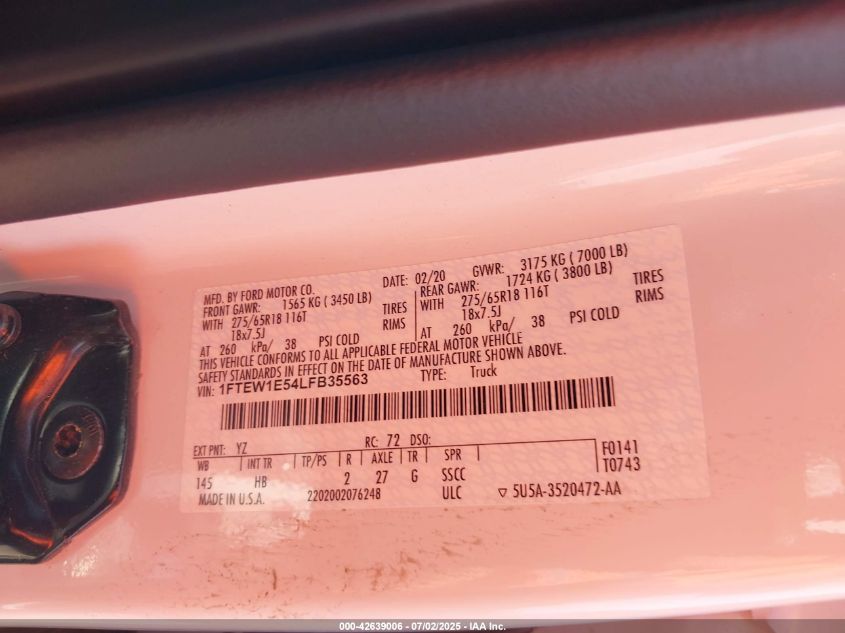 MFD. BY FORD MOTOR CO.
DATE: 02/20 GVWR: 3175 KG ( 7000 LB)
FRONT GAWR: 1565 KG ( 3450 LB) REAR GAWR: 1724 KG ( 3800 LB)
WITH 275/65R18 116T TIRES WITH 275/65R18 116T TIRES
18x7.5J RIMS 18x7.5J RIMS
AT 260 kPa/ 38 PSI COLD AT 260 kPa/ 38 PSI COLD
THIS VEHICLE CONFORMS TO ALL APPLICABLE FEDERAL MOTOR VEHICLE
SAFETY STANDARDS IN EFFECT ON THE DATE OF MANUFACTURE SHOWN ABOVE.
VIN: 1FTEW1E54LFB35563 TYPE: Truck
EXT PNT: YZ RC: 72 DSO: F0141
WB INT TR TP/PS R AXLE TR SPR T0743
145 HB 2 27 G SSCC
MADE IN U.S.A. 2202002076248 ULC ▽ 5U5A-3520472-AA
000-42639006 - 07/02/2025 - IAA Inc.